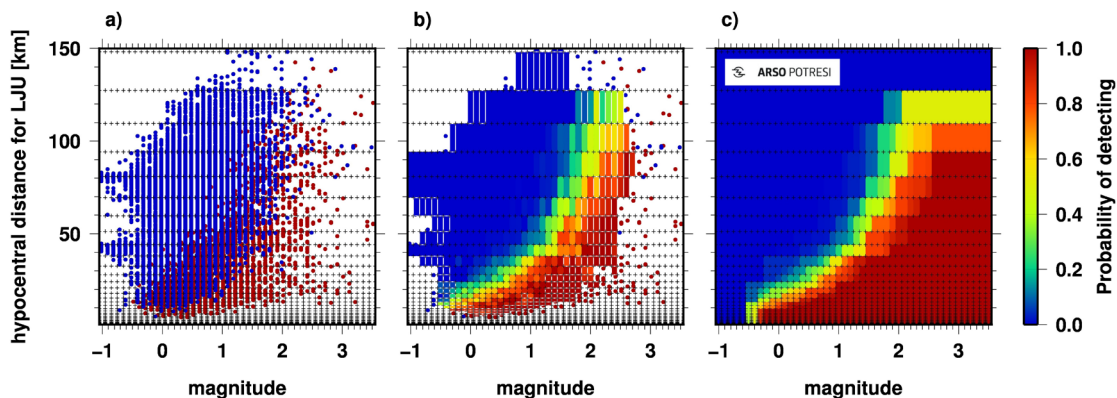 a) b) c)
hypocentral distance for LJU [km]
150
100
50
ARSO POTRESI
Probability of detecting
1.0
0.8
0.6
0.4
0.2
0.0
−1 0 1 2 3 −1 0 1 2 3 −1 0 1 2 3
magnitude magnitude magnitude